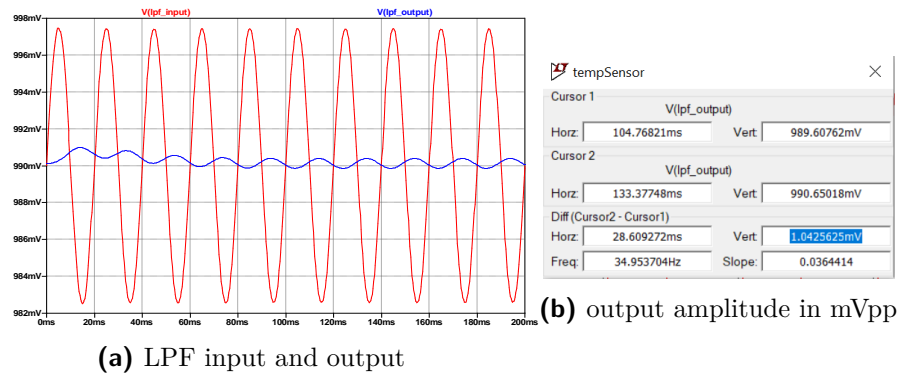 V(lpf_input)
V(lpf_output)
998mV
996mV
994mV
992mV
990mV
988mV
986mV
984mV
982mV
0ms 20ms 40ms 60ms 80ms 100ms 120ms 140ms 160ms 180ms 200ms
(a) LPF input and output
tempSensor
Cursor 1
V(lpf_output)
Horz: 104.76821ms Vert: 989.60762mV
Cursor 2
V(lpf_output)
Horz: 133.37748ms Vert: 990.65018mV
Diff (Cursor2 - Cursor1)
Horz: 28.609272ms Vert: 1.0425625mV
Freq: 34.953704Hz Slope: 0.0364414
(b) output amplitude in mVpp